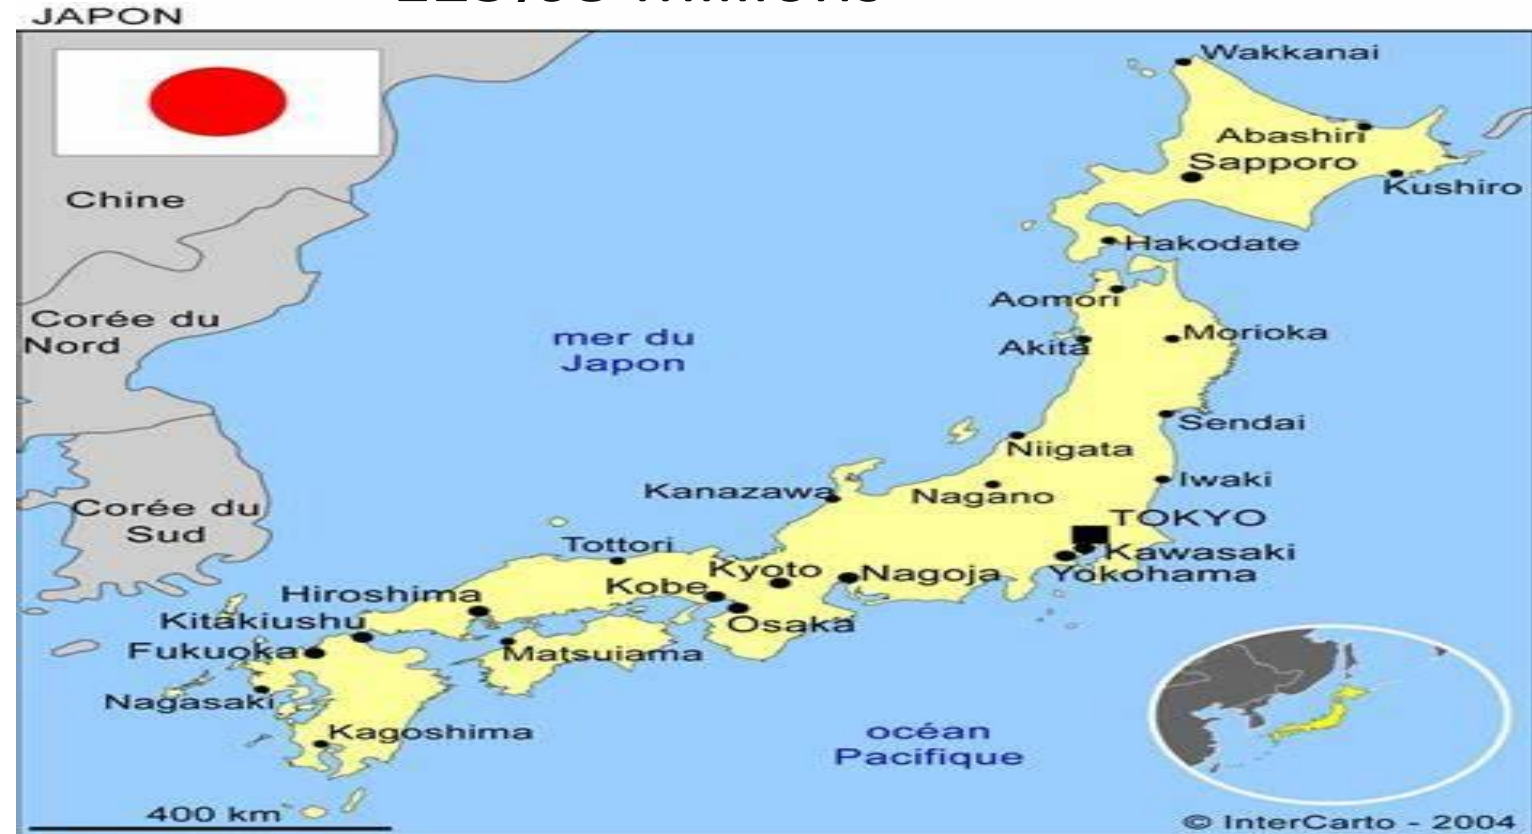 JAPON
Wakkanai
Abashiri
Sapporo
Kushiro
Chine
Hakodate
Aomori
Corée du
Nord
mer du
Japon
Akita
Morioka
Sendai
Niigata
Iwaki
Kanazawa
Nagano
Corée du
Sud
TOKYO
Tottori
Kawasaki
Kyoto
Nagoja
Yokohama
Kobe
Hiroshima
Kitakiushu
Osaka
Fukuoka
Matsuiama
Nagasaki
Kagoshima
océan
Pacifique
400 km
© InterCarto - 2004